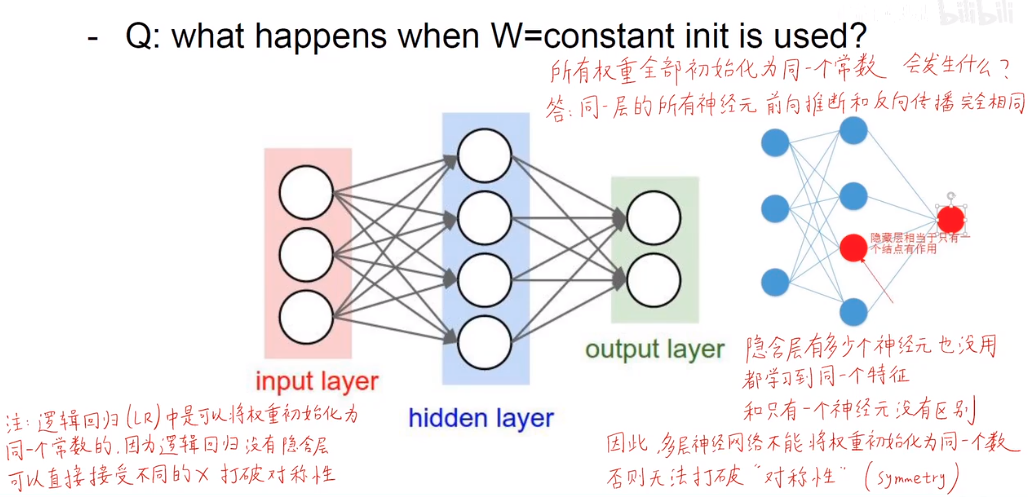 bilibili
- Q: what happens when W=constant init is used?
所有权重全部初始化为同一个常数 会发生什么?
答:同一层的所有神经元 前向推断和反向传播完全相同
隐藏层相当于只有一
个结点有作用
input layer
hidden layer
output layer
隐含层有多少个神经元也没用
都学习到同一个特征
和只有一个神经元没有区别
因此,多层神经网络不能将权重初始化为同一个数
否则无法打破“对称性”(symmetry)
注:逻辑回归(LR)中是可以将权重初始化为
同一个常数的,因为逻辑回归没有隐含层
可以直接接受不同的X 打破对称性